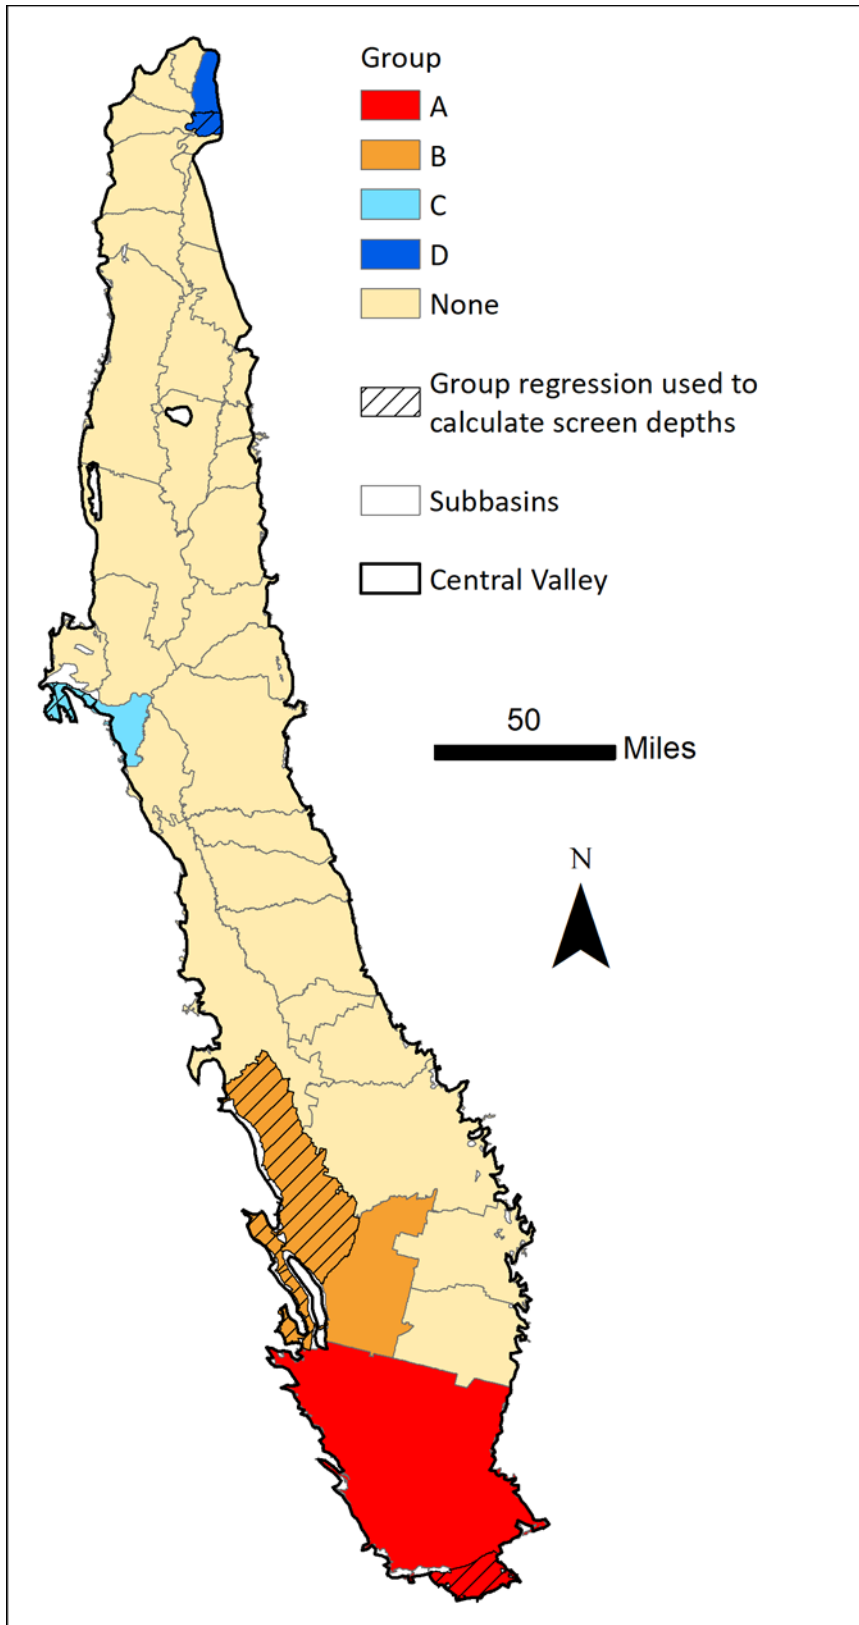 Group
A
B
C
D
None
Group regression used to
calculate screen depths
Subbasins
Central Valley
50
Miles
N